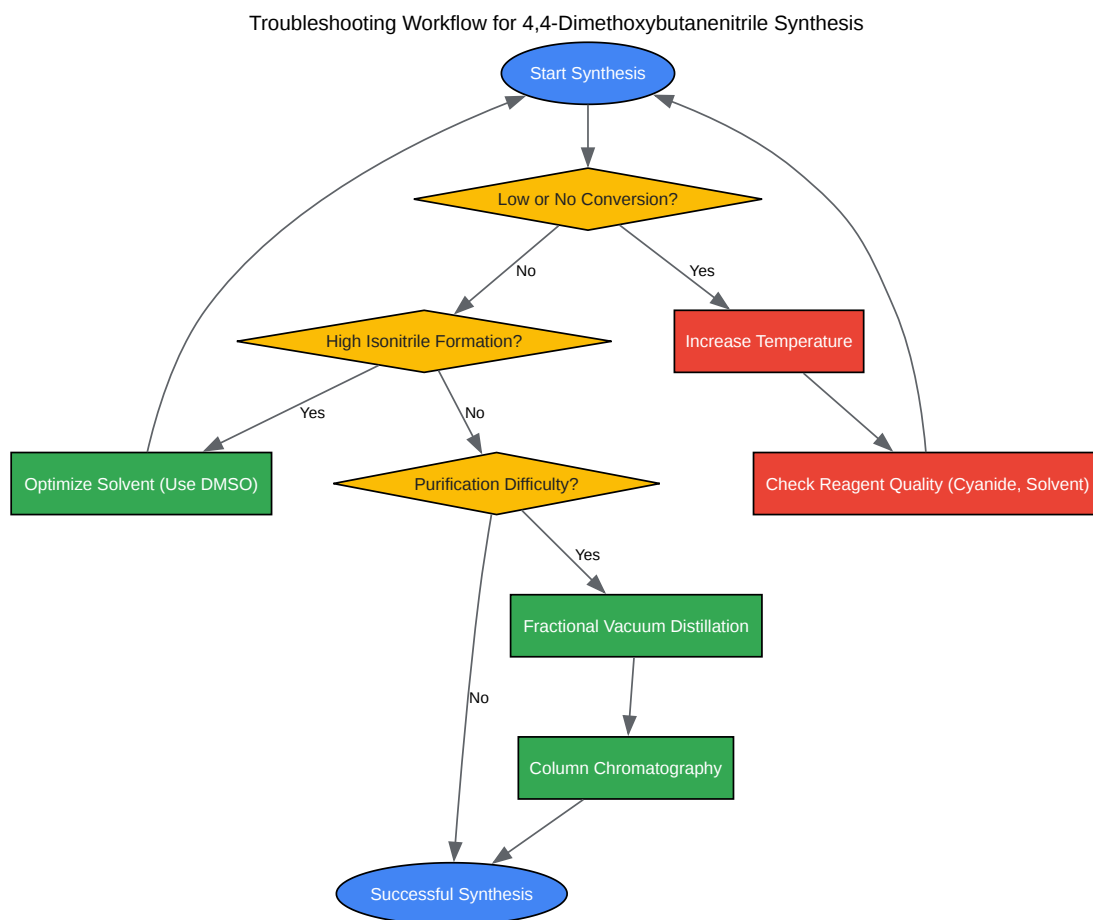 Troubleshooting Workflow for 4,4-Dimethoxybutanenitrile Synthesis
Start Synthesis
Low or No Conversion?
No
Yes
High Isonitrile Formation?
Increase Temperature
Yes
No
Optimize Solvent (Use DMSO)
Purification Difficulty?
Check Reagent Quality (Cyanide, Solvent)
Yes
Fractional Vacuum Distillation
No
Column Chromatography
Successful Synthesis